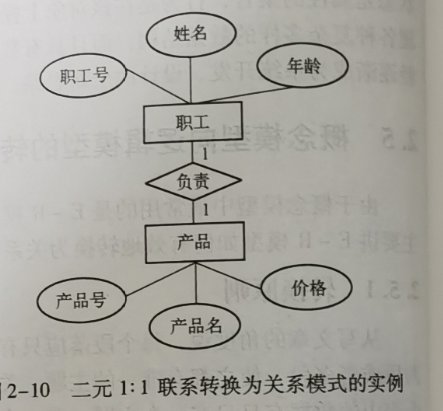 姓名
职工号
年龄
职工
1
负责
1
产品
产品号
价格
产品名
2-10 二元 1:1 联系转换为关系模式的实例